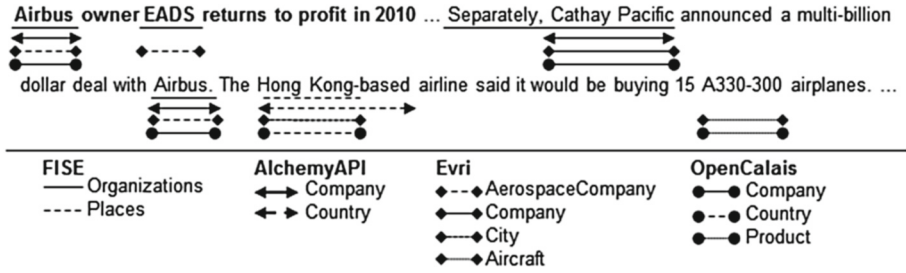 Airbus owner EADS returns to profit in 2010 ... Separately, Cathay Pacific announced a multi-billion
dollar deal with Airbus. The Hong Kong-based airline said it would be buying 15 A330-300 airplanes. ...
FISE AlchemyAPI Evri OpenCalais
Organizations Company AerospaceCompany Company
Places Country Company Country
City Product
Aircraft